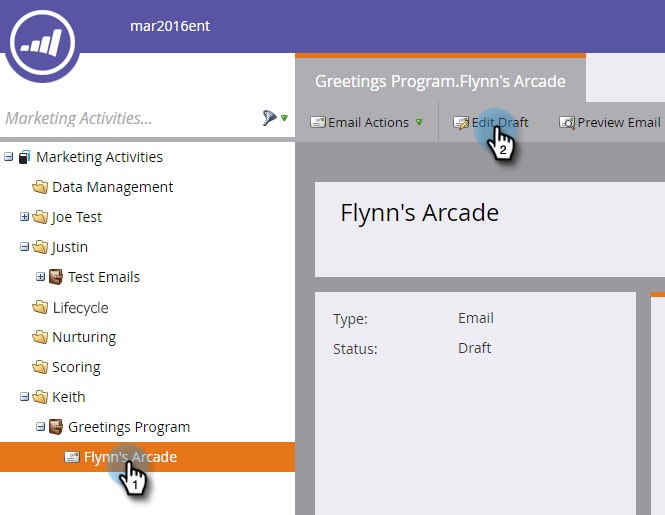 mar2016ent
Marketing Activities...
Marketing Activities
Data Management
Joe Test
Justin
Test Emails
Lifecycle
Nurturing
Scoring
Keith
Greetings Program
Flynn's Arcade
1
Greetings Program.Flynn's Arcade
Email Actions Edit Draft Preview Email
2
Flynn's Arcade
Type: Email
Status: Draft